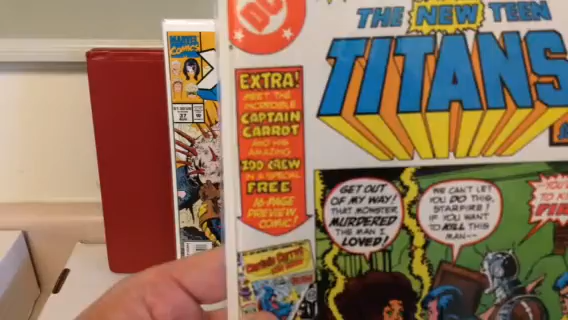 DC
THE NEW TEEN
TITANS
EXTRA!
MEET THE
INCREDIBLE
CAPTAIN
CARROT
AND HIS
AMAZING
ZOO CREW
IN A SPECIAL
FREE
16-PAGE
PREVIEW
COMIC!
GET OUT
OF MY WAY!
THAT MONSTER
MURDERED
THE MAN I
LOVED!
WE CAN'T LET
YOU DO THIS,
STARFIRE!
IF YOU WANT
TO KILL THIS
MAN--
MARVEL
COMICS